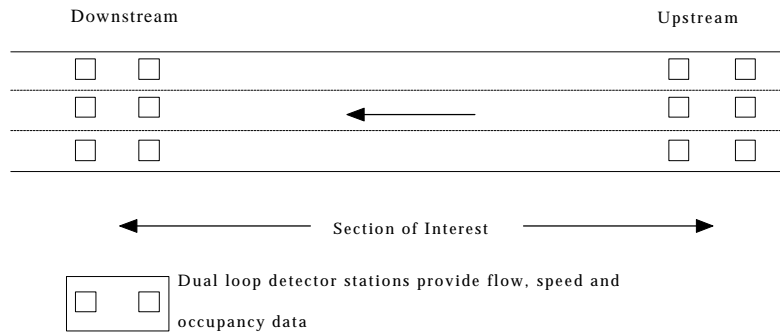 Downstream Upstream
Section of Interest
Dual loop detector stations provide flow, speed and
occupancy data